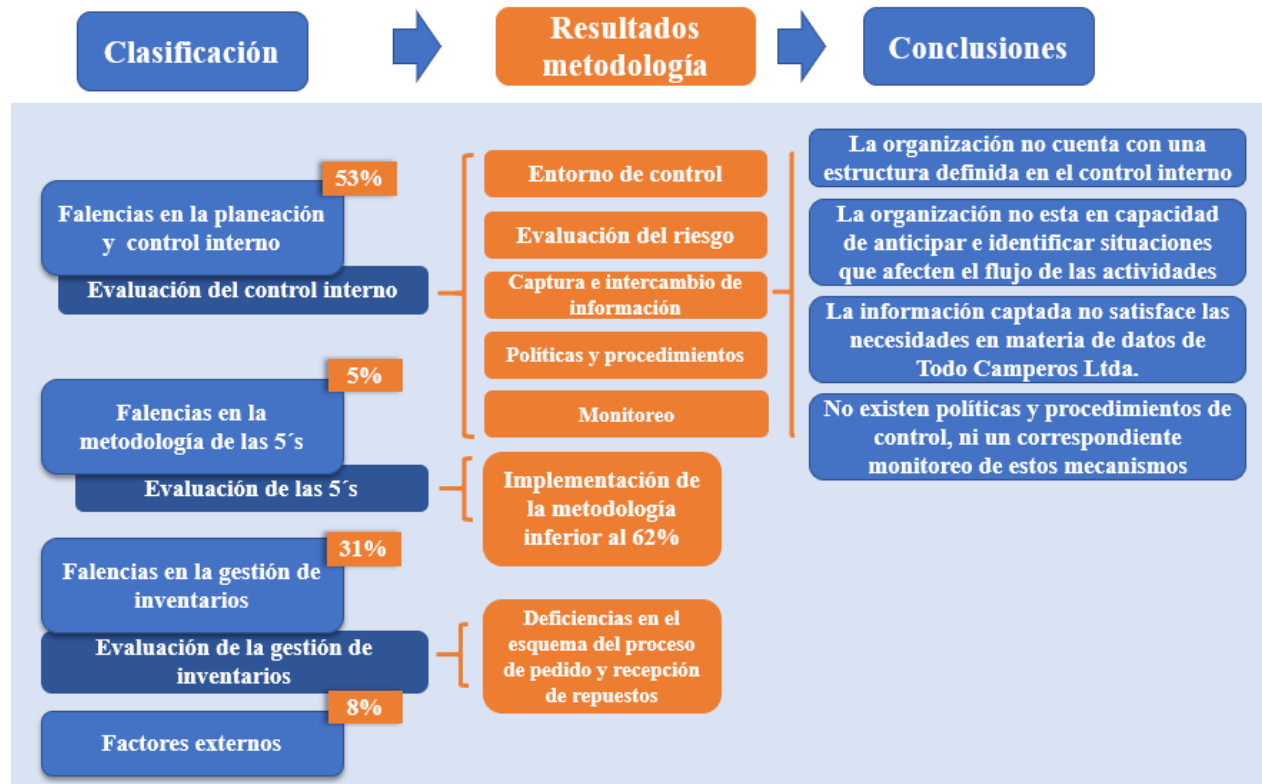 Clasificación
Resultados
metodología
Conclusiones
53%
Falencias en la planeación
y control interno
Evaluación del control interno
Entorno de control
Evaluación del riesgo
Captura e intercambio de
información
Políticas y procedimientos
Monitoreo
La organización no cuenta con una
estructura definida en el control interno
La organización no esta en capacidad
de anticipar e identificar situaciones
que afecten el flujo de las actividades
La información captada no satisface las
necesidades en materia de datos de
Todo Camperos Ltda.
No existen políticas y procedimientos de
control, ni un correspondiente
monitoreo de estos mecanismos
5%
Falencias en la
metodología de las 5´s
Evaluación de las 5´s
Implementación de
la metodología
inferior al 62%
31%
Falencias en la gestión de
inventarios
Evaluación de la gestión de
inventarios
Deficiencias en el
esquema del proceso
de pedido y recepción
de repuestos
8%
Factores externos